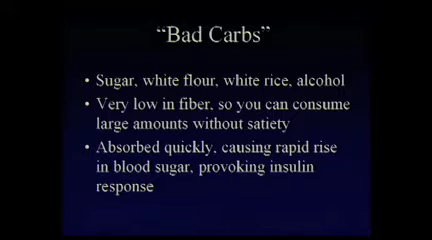 “Bad Carbs”
• Sugar, white flour, white rice, alcohol
• Very low in fiber, so you can consume
large amounts without satiety
• Absorbed quickly, causing rapid rise
in blood sugar, provoking insulin
response